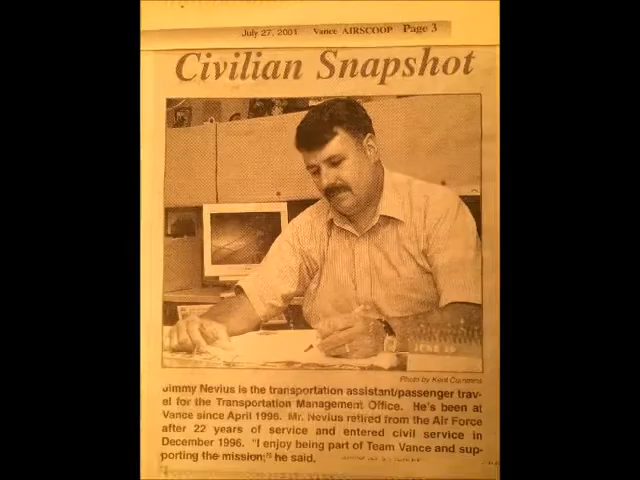 July 27, 2001 Vance AIRSCOOP Page 3
Civilian Snapshot
JUNE
Photo by Kent Cummins
Jimmy Nevius is the transportation assistant/passenger trav-
el for the Transportation Management Office. He's been at
Vance since April 1996. Mr. Nevius retired from the Air Force
after 22 years of service and entered civil service in
December 1996. "I enjoy being part of Team Vance and sup-
porting the mission," he said.